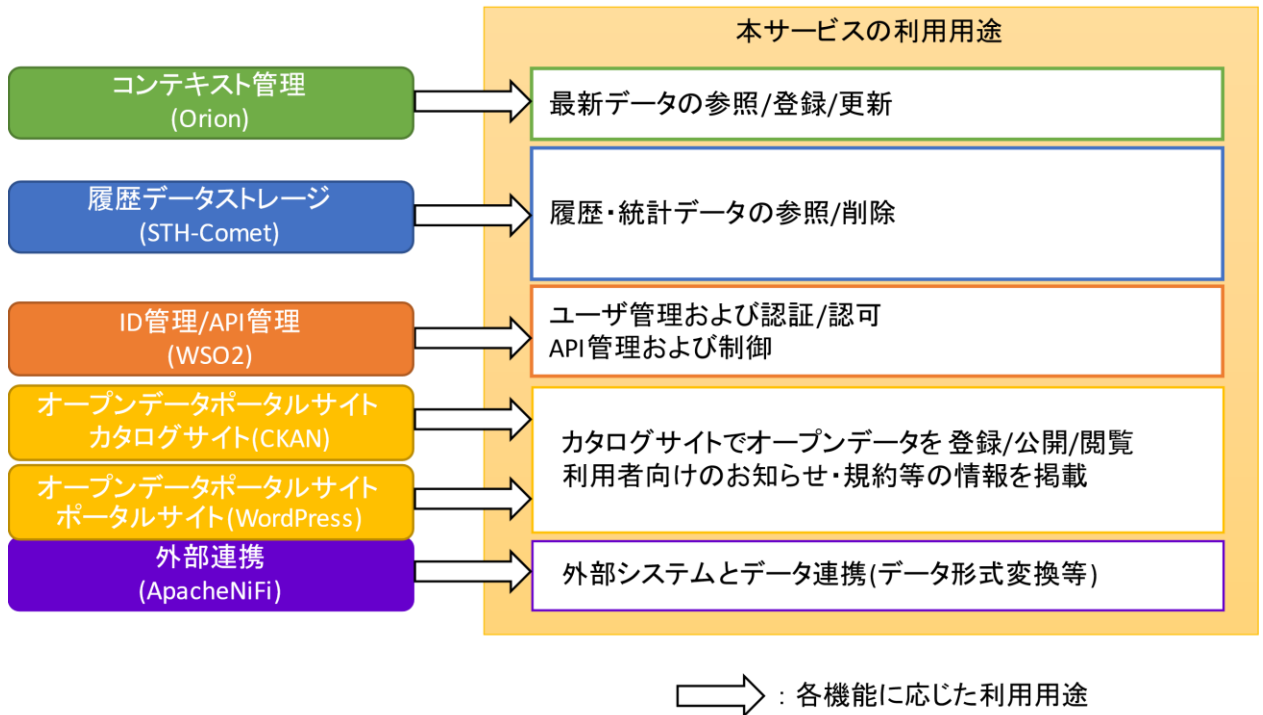 本サービスの利用用途
コンテキスト管理
(Orion)
最新データの参照/登録/更新
履歴データストレージ
(STH-Comet)
履歴・統計データの参照/削除
ID管理/API管理
(WSO2)
ユーザ管理および認証/認可
API管理および制御
オープンデータポータルサイト
カタログサイト(CKAN)
オープンデータポータルサイト
ポータルサイト(WordPress)
カタログサイトでオープンデータを 登録/公開/閲覧
利用者向けのお知らせ・規約等の情報を掲載
外部連携
(ApacheNiFi)
外部システムとデータ連携(データ形式変換等)
: 各機能に応じた利用用途